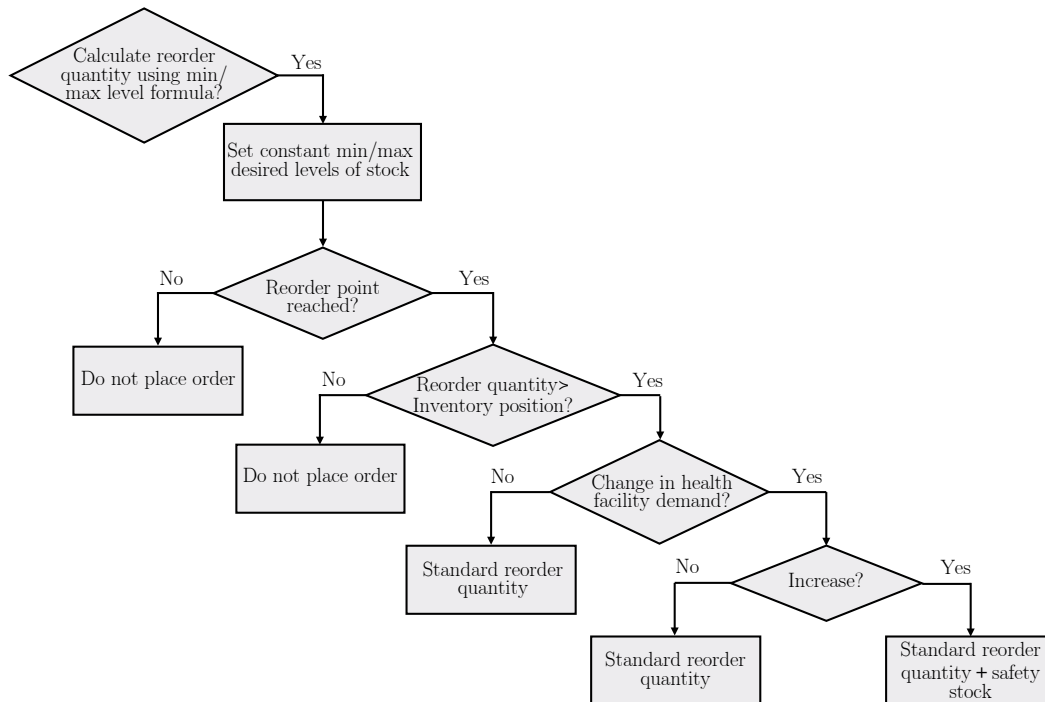 Calculate reorder
quantity using min/
max level formula?
Yes
Set constant min/max
desired levels of stock
No
Yes
Reorder point
reached?
Do not place order
No
Reorder quantity>
Inventory position?
Yes
Do not place order
No
Change in health
facility demand?
Yes
Standard reorder
quantity
No
Increase?
Yes
Standard reorder
quantity
Standard reorder
quantity + safety
stock